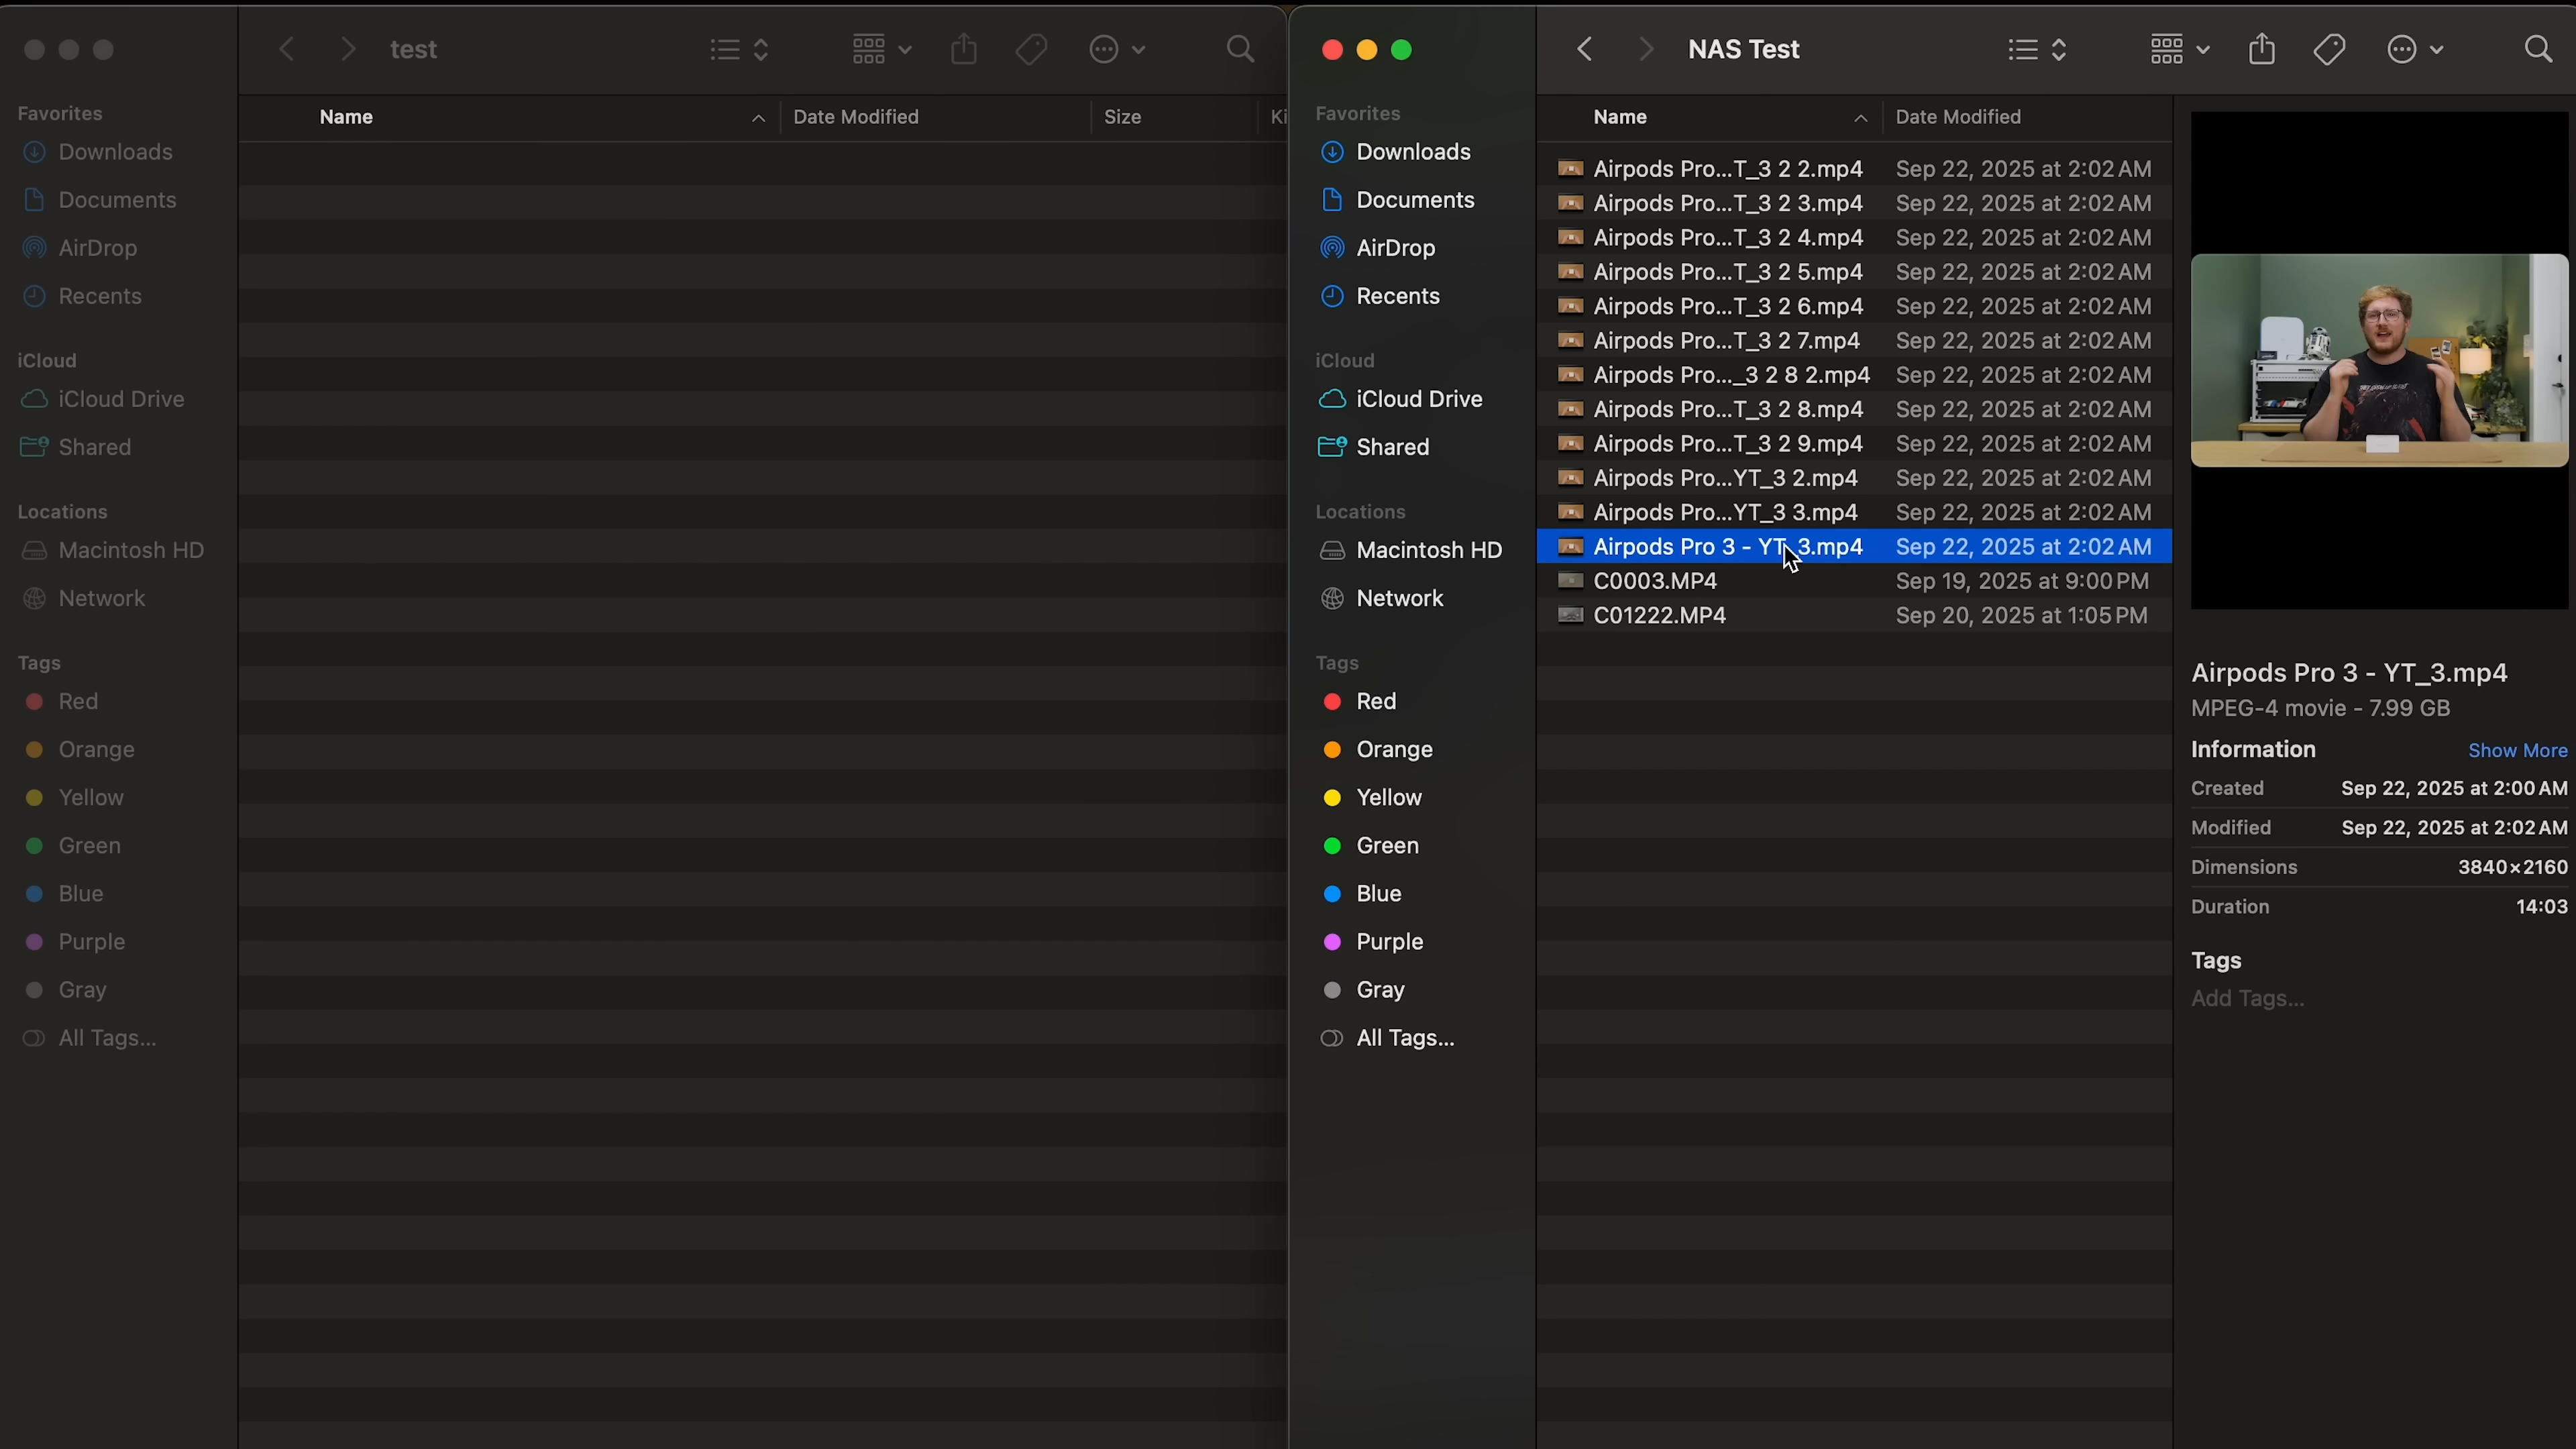 test
Favorites
Downloads
Documents
AirDrop
Recents
iCloud
iCloud Drive
Shared
Locations
Macintosh HD
Network
Tags
Red
Orange
Yellow
Green
Blue
Purple
Gray
All Tags...
Name Date Modified Size Ki
NAS Test
Favorites
Downloads
Documents
AirDrop
Recents
iCloud
iCloud Drive
Shared
Locations
Macintosh HD
Network
Tags
Red
Orange
Yellow
Green
Blue
Purple
Gray
All Tags...
Name Date Modified
Airpods Pro...T_3 2 2.mp4 Sep 22, 2025 at 2:02 AM
Airpods Pro...T_3 2 3.mp4 Sep 22, 2025 at 2:02 AM
Airpods Pro...T_3 2 4.mp4 Sep 22, 2025 at 2:02 AM
Airpods Pro...T_3 2 5.mp4 Sep 22, 2025 at 2:02 AM
Airpods Pro...T_3 2 6.mp4 Sep 22, 2025 at 2:02 AM
Airpods Pro...T_3 2 7.mp4 Sep 22, 2025 at 2:02 AM
Airpods Pro..._3 2 8 2.mp4 Sep 22, 2025 at 2:02 AM
Airpods Pro...T_3 2 8.mp4 Sep 22, 2025 at 2:02 AM
Airpods Pro...T_3 2 9.mp4 Sep 22, 2025 at 2:02 AM
Airpods Pro...YT_3 2.mp4 Sep 22, 2025 at 2:02 AM
Airpods Pro...YT_3 3.mp4 Sep 22, 2025 at 2:02 AM
Airpods Pro 3 - YT_3.mp4 Sep 22, 2025 at 2:02 AM
C0003.MP4 Sep 19, 2025 at 9:00 PM
C01222.MP4 Sep 20, 2025 at 1:05 PM
Airpods Pro 3 - YT_3.mp4
MPEG-4 movie - 7.99 GB
Information Show More
Created Sep 22, 2025 at 2:00 AM
Modified Sep 22, 2025 at 2:02 AM
Dimensions 3840×2160
Duration 14:03
Tags
Add Tags...